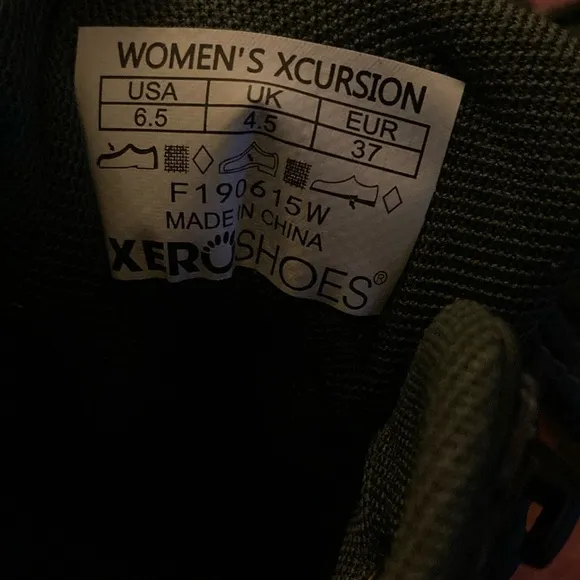 WOMEN'S XCURSION
USA UK EUR
6.5 4.5 37
F190615W
MADE IN CHINA
XEROSHOES®